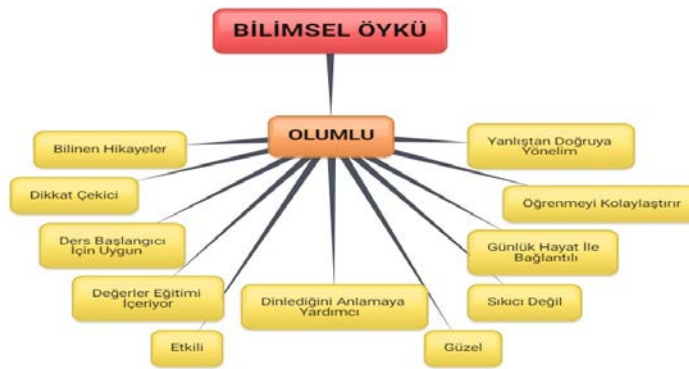 BİLİMSEL ÖYKÜ
OLUMLU
Bilinen Hikayeler
Yanlıştan Doğruya
Yönelim
Dikkat Çekici
Öğrenmeyi Kolaylaştırır
Ders Başlangıcı
İçin Uygun
Günlük Hayat İle
Bağlantılı
Değerler Eğitimi
İçeriyor
Dinlediğini Anlamaya
Yardımcı
Sıkıcı Değil
Etkili
Güzel